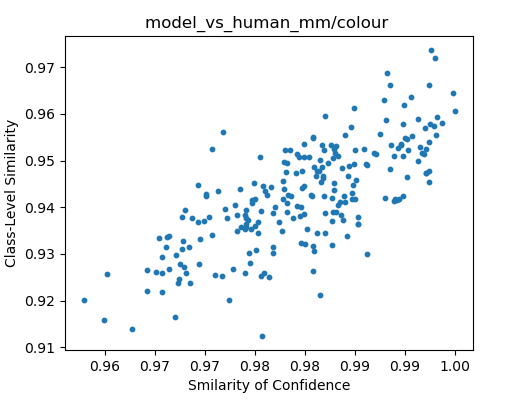 model_vs_human_mm/colour
0.97
0.96
0.95
0.94
0.93
0.92
0.91
Class-Level Similarity
0.96 0.97 0.97 0.98 0.98 0.99 0.99 1.00
Smilarity of Confidence